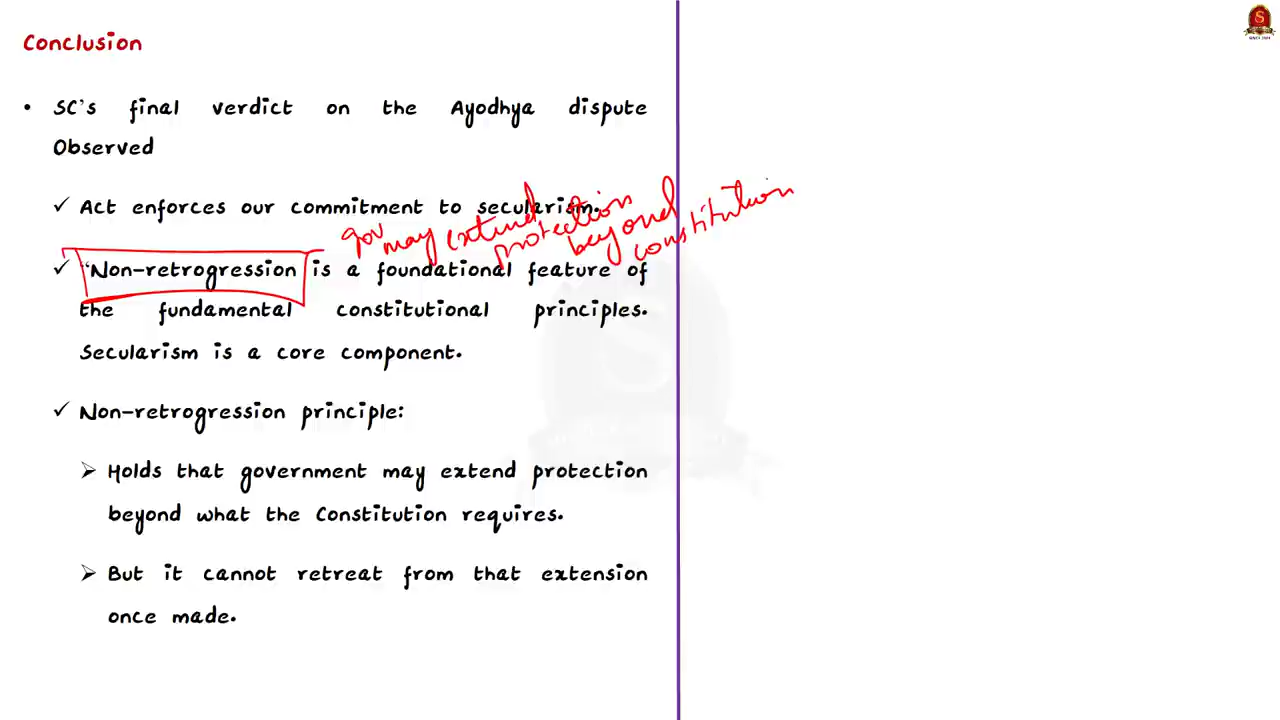 Conclusion
• SC's final verdict on the Ayodhya dispute
Observed
✓ Act enforces our commitment to secularism.
gov may extend protection beyond constitution
✓ "Non-retrogression is a foundational feature of
the fundamental constitutional principles.
Secularism is a core component.
✓ Non-retrogression principle:
➢ Holds that government may extend protection
beyond what the Constitution requires.
➢ But it cannot retreat from that extension
once made.